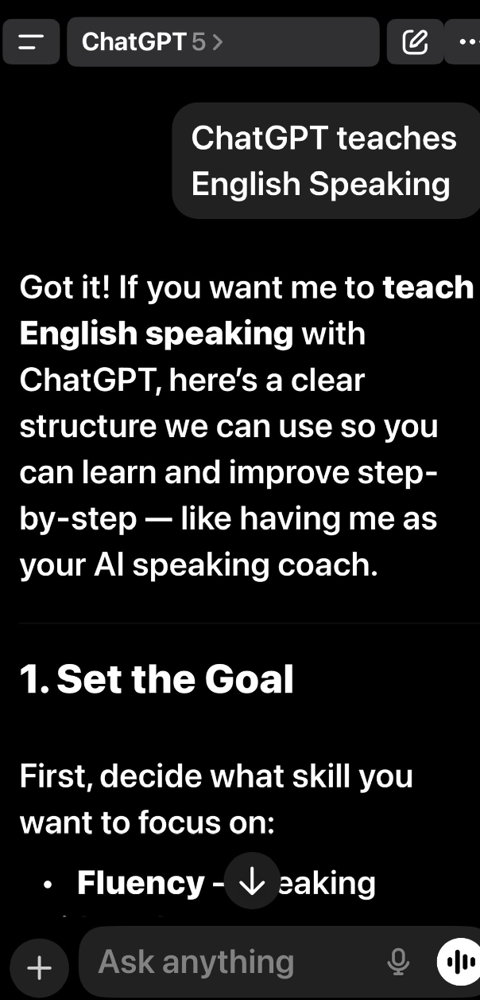 ChatGPT 5 >
ChatGPT teaches
English Speaking
Got it! If you want me to teach
English speaking with
ChatGPT, here’s a clear
structure we can use so you
can learn and improve step-
by-step — like having me as
your AI speaking coach.
1. Set the Goal
First, decide what skill you
want to focus on:
• Fluency – eaking
Ask anything